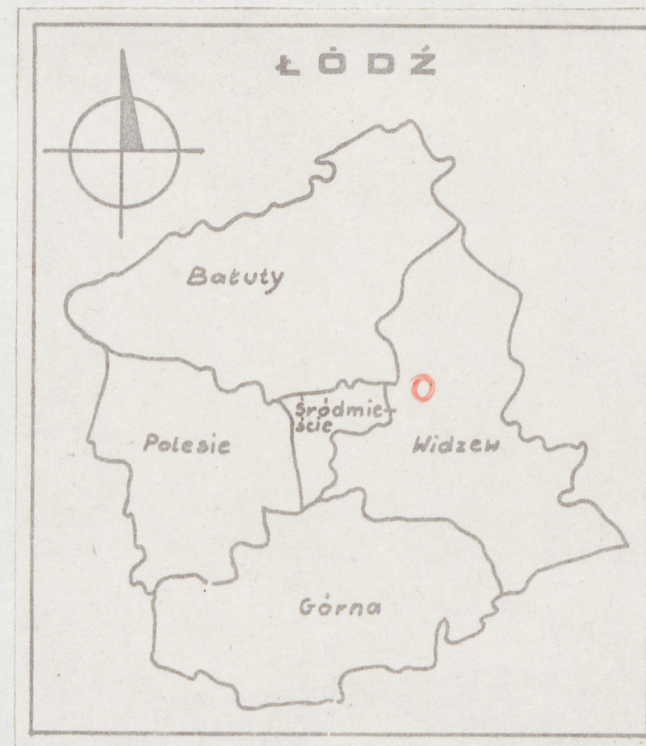 ŁÓDŹ
Bałuty
Śródmie-
ście
Polesie
Widzew
Górna